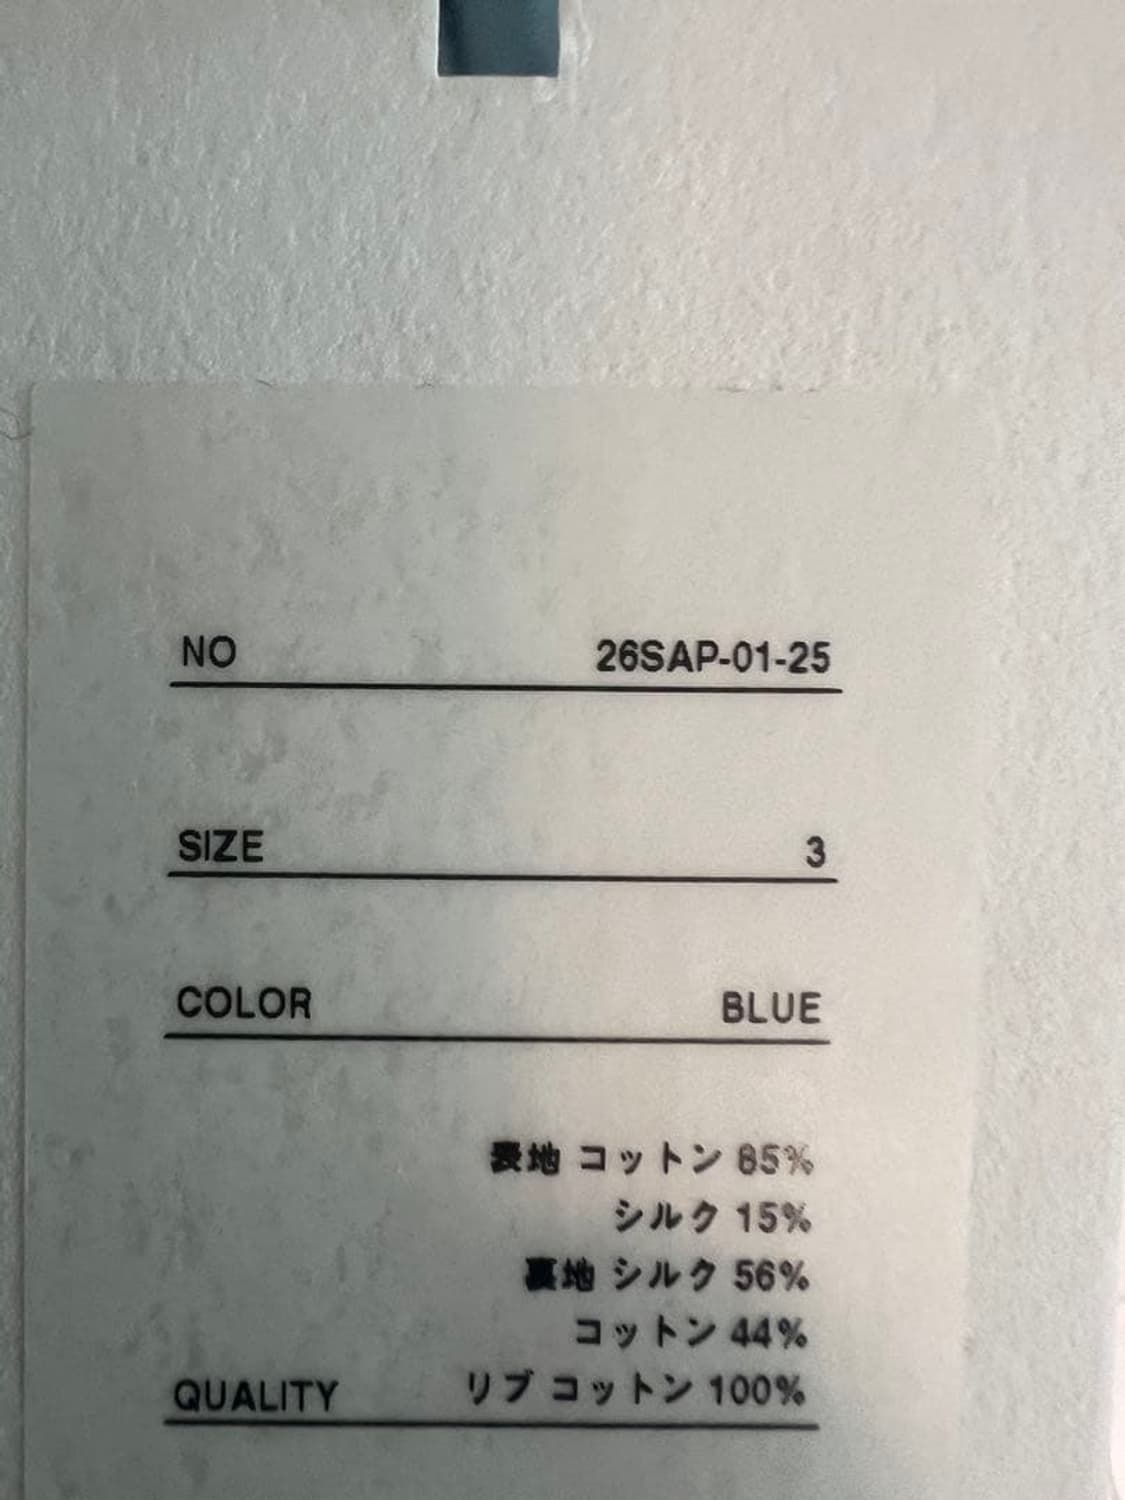 NO 26SAP-01-25
SIZE 3
COLOR BLUE
表地 コットン 85%
シルク 15%
裏地 シルク 56%
コットン 44%
QUALITY リブ コットン 100%